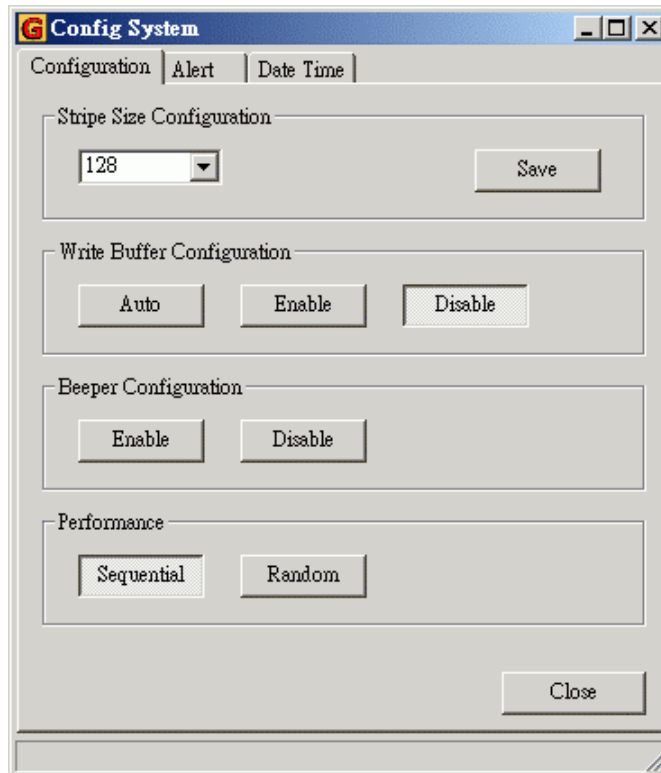 G Config System
Configuration Alert Date Time
Stripe Size Configuration
128 Save
Write Buffer Configuration
Auto Enable Disable
Beeper Configuration
Enable Disable
Performance
Sequential Random
Close